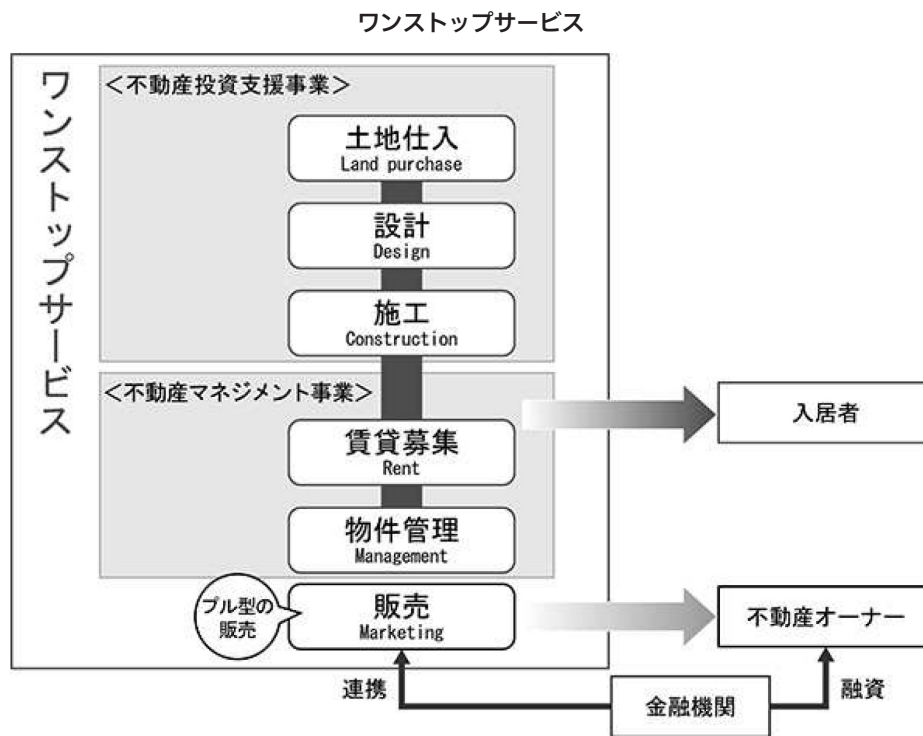 ワンストップサービス
ワンストップサービス
＜不動産投資支援事業＞
土地仕入
Land purchase
設計
Design
施工
Construction
＜不動産マネジメント事業＞
賃貸募集
Rent
物件管理
Management
プル型の
販売
販売
Marketing
入居者
不動産オーナー
連携
金融機関
融資